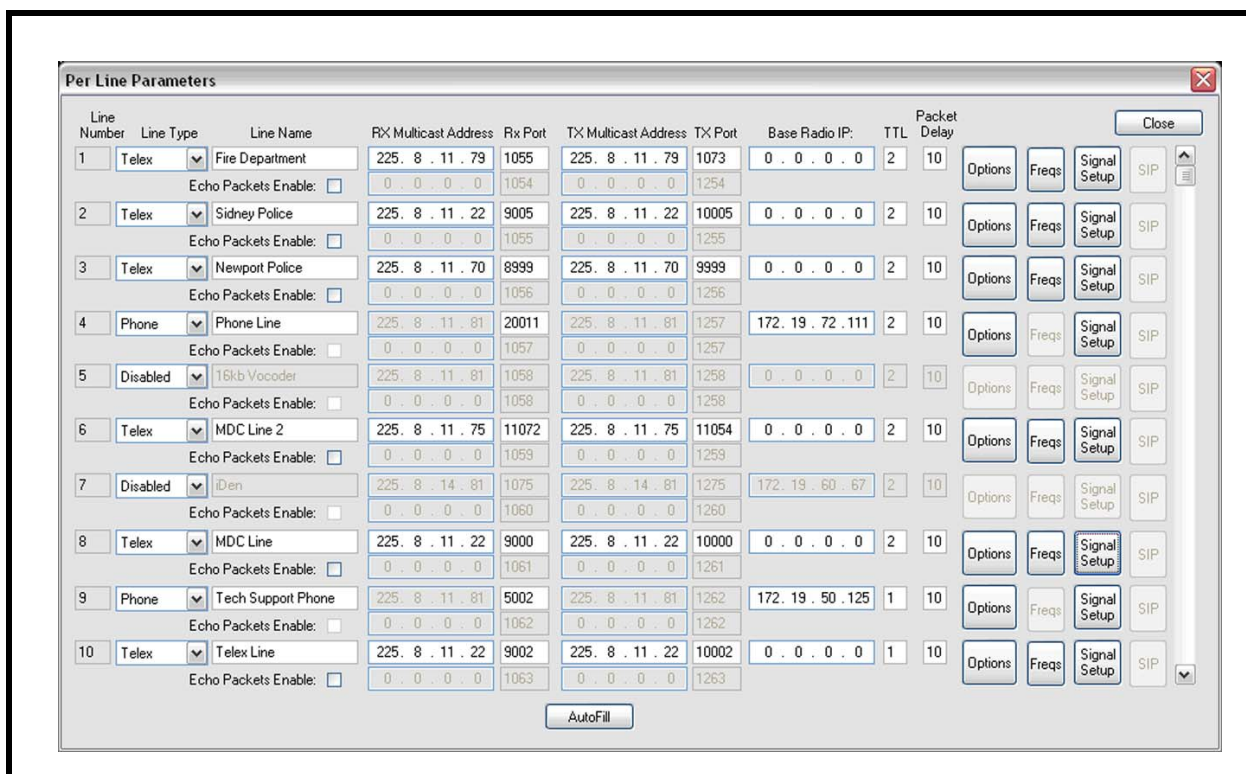 Per Line Parameters
Line Number Line Type Line Name RX Multicast Address Rx Port TX Multicast Address TX Port Base Radio IP: TTL Packet Delay Close
1 Telex Fire Department 225. 8 . 11 . 79 1055 225. 8 . 11 . 79 1073 0 . 0 . 0 . 0 2 10 Options Freqs Signal Setup SIP
Echo Packets Enable: 0 . 0 . 0 . 0 1054 0 . 0 . 0 . 0 1254
2 Telex Sidney Police 225. 8 . 11 . 22 9005 225. 8 . 11 . 22 10005 0 . 0 . 0 . 0 2 10 Options Freqs Signal Setup SIP
Echo Packets Enable: 0 . 0 . 0 . 0 1055 0 . 0 . 0 . 0 1255
3 Telex Newport Police 225. 8 . 11 . 70 8999 225. 8 . 11 . 70 9999 0 . 0 . 0 . 0 2 10 Options Freqs Signal Setup SIP
Echo Packets Enable: 0 . 0 . 0 . 0 1056 0 . 0 . 0 . 0 1256
4 Phone Phone Line 225. 8 . 11 . 81 20011 225. 8 . 11 . 81 1257 172. 19 . 72 .111 2 10 Options Freqs Signal Setup SIP
Echo Packets Enable: 0 . 0 . 0 . 0 1057 0 . 0 . 0 . 0 1257
5 Disabled 16kb Vocoder 225. 8 . 11 . 81 1058 225. 8 . 11 . 81 1258 0 . 0 . 0 . 0 2 10 Options Freqs Signal Setup SIP
Echo Packets Enable: 0 . 0 . 0 . 0 1058 0 . 0 . 0 . 0 1258
6 Telex MDC Line 2 225. 8 . 11 . 75 11072 225. 8 . 11 . 75 11054 0 . 0 . 0 . 0 2 10 Options Freqs Signal Setup SIP
Echo Packets Enable: 0 . 0 . 0 . 0 1059 0 . 0 . 0 . 0 1259
7 Disabled iDen 225. 8 . 14 . 81 1075 225. 8 . 14 . 81 1275 172. 19 . 60 . 67 2 10 Options Freqs Signal Setup SIP
Echo Packets Enable: 0 . 0 . 0 . 0 1060 0 . 0 . 0 . 0 1260
8 Telex MDC Line 225. 8 . 11 . 22 9000 225. 8 . 11 . 22 10000 0 . 0 . 0 . 0 2 10 Options Freqs Signal Setup SIP
Echo Packets Enable: 0 . 0 . 0 . 0 1061 0 . 0 . 0 . 0 1261
9 Phone Tech Support Phone 225. 8 . 11 . 81 5002 225. 8 . 11 . 81 1262 172. 19 . 50 .125 1 10 Options Freqs Signal Setup SIP
Echo Packets Enable: 0 . 0 . 0 . 0 1062 0 . 0 . 0 . 0 1262
10 Telex Telex Line 225. 8 . 11 . 22 9002 225. 8 . 11 . 22 10002 0 . 0 . 0 . 0 1 10 Options Freqs Signal Setup SIP
Echo Packets Enable: 0 . 0 . 0 . 0 1063 0 . 0 . 0 . 0 1263
AutoFill